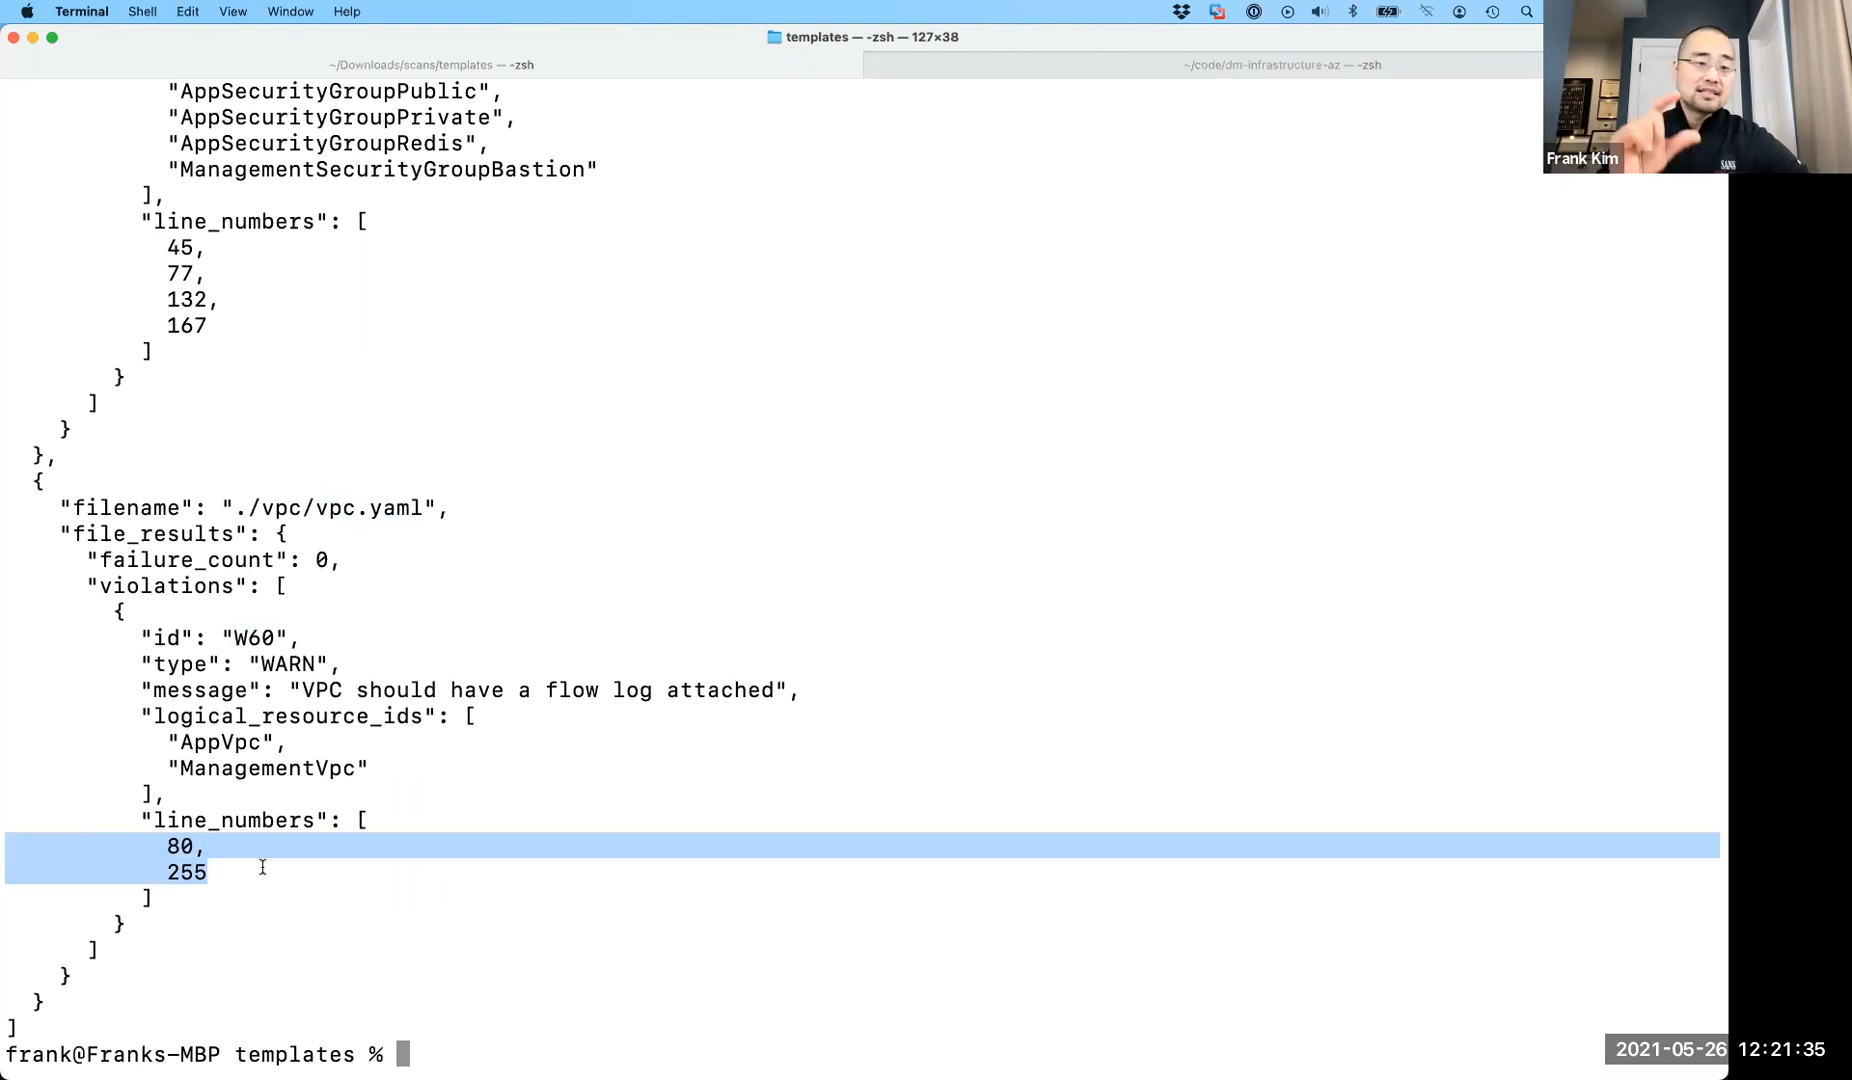 Terminal Shell Edit View Window Help
templates — -zsh — 127×38
~/Downloads/scans/templates — -zsh
~/code/dm-infrastructure-az — -zsh
"AppSecurityGroupPublic",
"AppSecurityGroupPrivate",
"AppSecurityGroupRedis",
"ManagementSecurityGroupBastion"
],
"line_numbers": [
45,
77,
132,
167
]
}
]
}
},
{
"filename": "./vpc/vpc.yaml",
"file_results": {
"failure_count": 0,
"violations": [
{
"id": "W60",
"type": "WARN",
"message": "VPC should have a flow log attached",
"logical_resource_ids": [
"AppVpc",
"ManagementVpc"
],
"line_numbers": [
80,
255
]
}
]
}
}
]
frank@Franks-MBP templates %
Frank Kim
SANS
2021-05-26 12:21:35